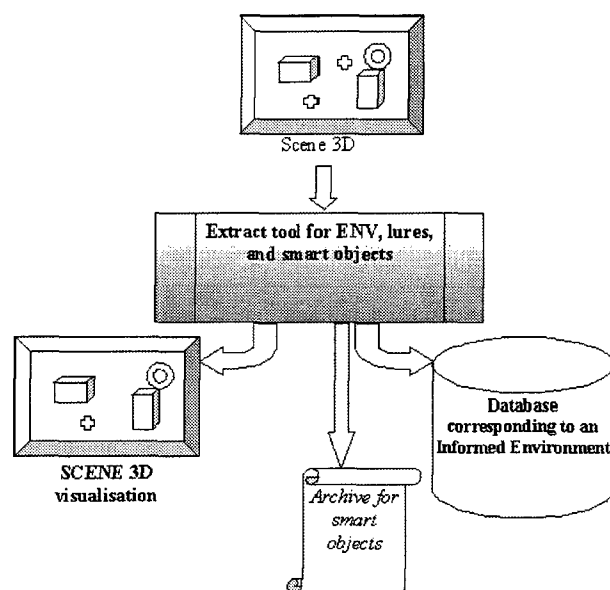 Scene 3D
Extract tool for ENV, lures,
and smart objects
SCENE 3D
visualisation
Archive for
smart
objects
Database
corresponding to an
Informed Environment